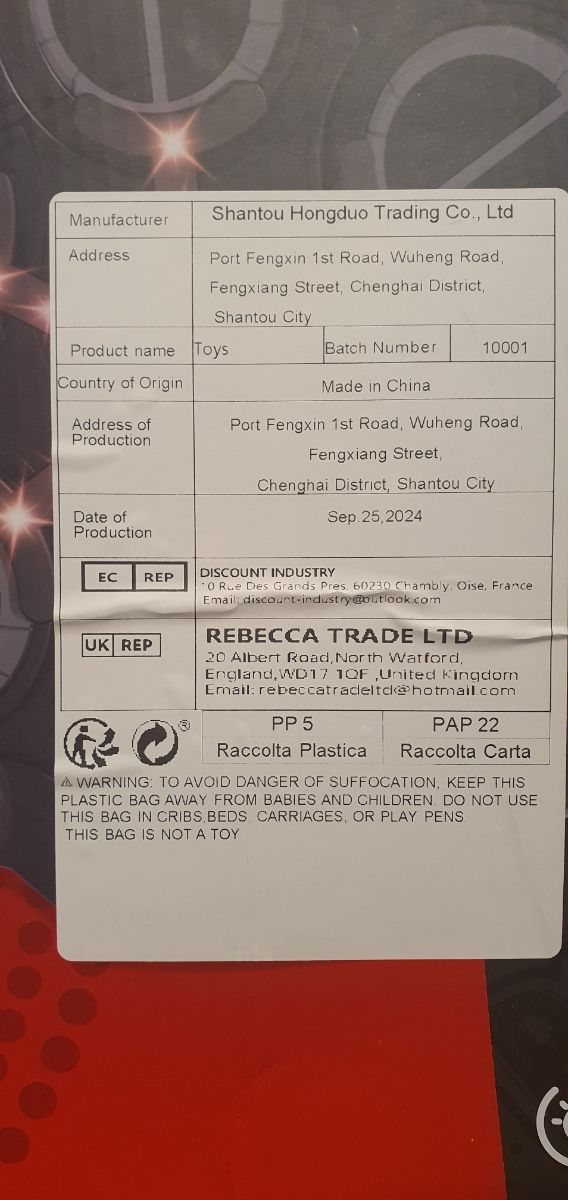 Manufacturer
Shantou Hongduo Trading Co., Ltd
Address
Port Fengxin 1st Road, Wuheng Road,
Fengxiang Street, Chenghai District,
Shantou City
Product name
Toys
Batch Number
10001
Country of Origin
Made in China
Address of
Production
Port Fengxin 1st Road, Wuheng Road,
Fengxiang Street,
Chenghai District, Shantou City
Date of
Production
Sep.25,2024
EC REP
DISCOUNT INDUSTRY
10 Rue Des Grands Pres, 60230 Chambly, Oise, France
Email: discount-industry@outlook.com
UK REP
REBECCA TRADE LTD
20 Albert Road,North Watford,
England,WD17 1QF ,United Kingdom
Email: rebeccatradeltd@hotmail.com
®
PP 5
Raccolta Plastica
PAP 22
Raccolta Carta
⚠ WARNING: TO AVOID DANGER OF SUFFOCATION, KEEP THIS
PLASTIC BAG AWAY FROM BABIES AND CHILDREN. DO NOT USE
THIS BAG IN CRIBS,BEDS, CARRIAGES, OR PLAY PENS.
THIS BAG IS NOT A TOY